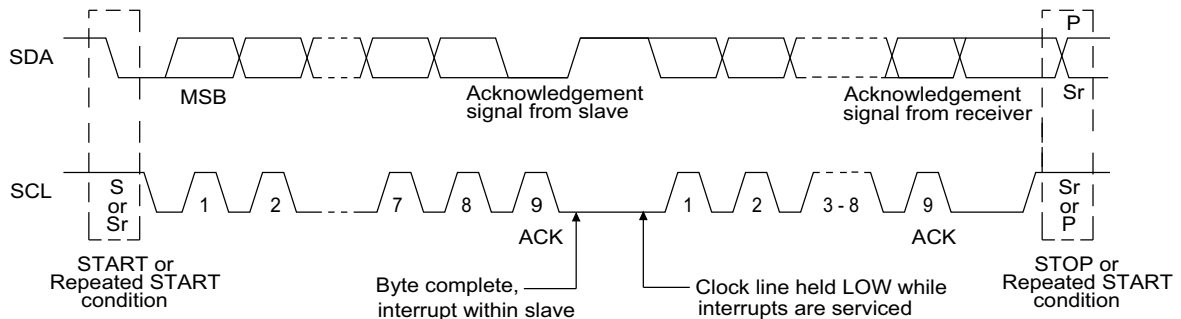 P
SDA
MSB
Acknowledgement
signal from slave
Acknowledgement
signal from receiver
Sr
SCL
S
or
Sr
1
2
7
8
9
1
2
3 - 8
9
Sr
or
P
ACK
ACK
START or
Repeated START
condition
Byte complete,
interrupt within slave
Clock line held LOW while
interrupts are serviced
STOP or
Repeated START
condition